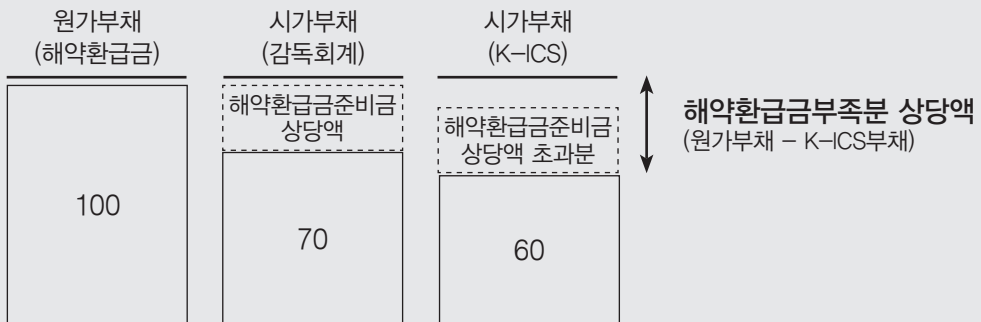 원가부채
(해약환급금)
시가부채
(감독회계)
시가부채
(K-ICS)
해약환급금준비금
상당액
해약환급금준비금
상당액 초과분
해약환급금부족분 상당액
(원가부채 - K-ICS부채)
100
70
60